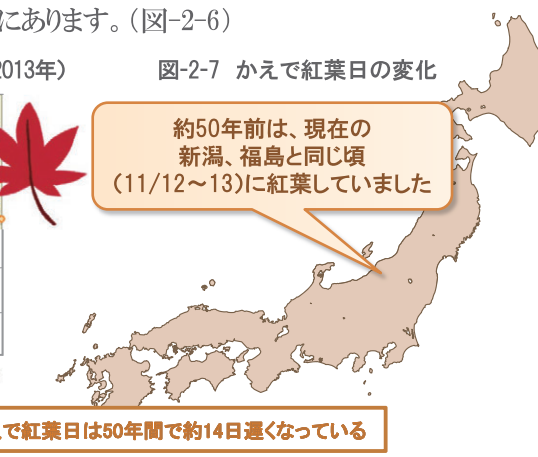 にあります。(図-2-6)
2013年)
図-2-7 かえで紅葉日の変化
約50年前は、現在の
新潟、福島と同じ頃
(11/12～13)に紅葉していました
で紅葉日は50年間で約14日遅くなっている